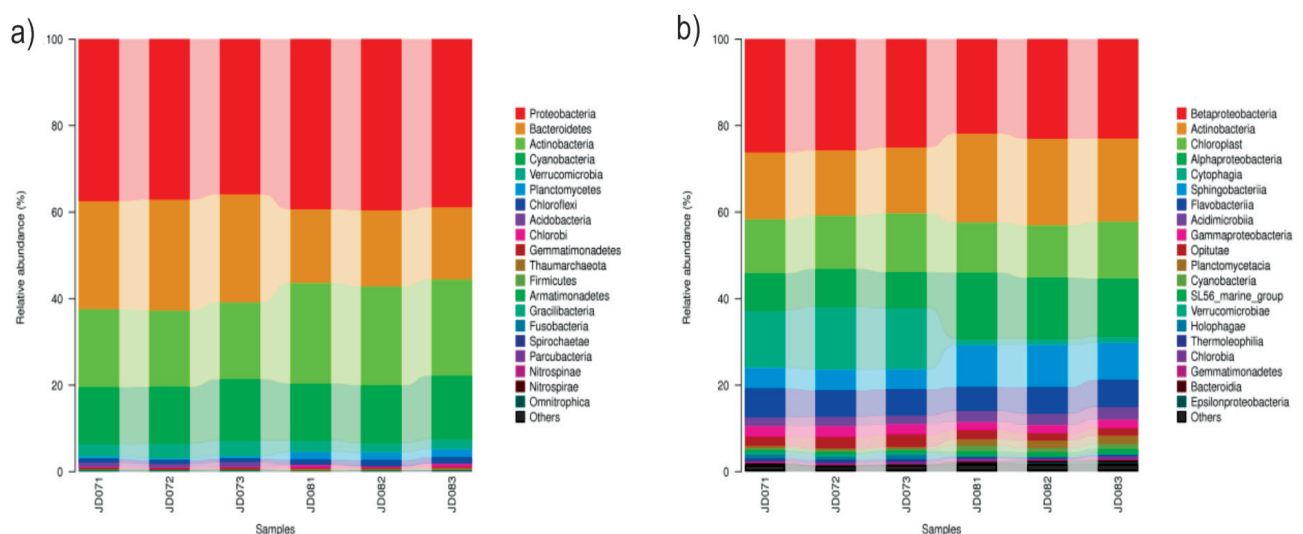 a)
100
80
60
40
20
0
Relative abundance (%)
JD071
JD072
JD073
JD081
JD082
JD083
Samples
Proteobacteria
Bacteroidetes
Actinobacteria
Cyanobacteria
Verrucomicrobia
Planctomycetes
Chloroflexi
Acidobacteria
Chlorobi
Gemmatimonadetes
Thaumarchaeota
Firmicutes
Armatimonadetes
Gracilibacteria
Fusobacteria
Spirochaetae
Parcubacteria
Nitrospinae
Nitrospirae
Omnitrophica
Others
b)
100
80
60
40
20
0
Relative abundance (%)
JD071
JD072
JD073
JD081
JD082
JD083
Samples
Betaproteobacteria
Actinobacteria
Chloroplast
Alphaproteobacteria
Cytophagia
Sphingobacteriia
Flavobacteriia
Acidimicrobiia
Gammaproteobacteria
Opitutae
Planctomycetacia
Cyanobacteria
SL56_marine_group
Verrucomicrobiae
Holophagae
Thermoleophilia
Chlorobia
Gemmatimonadetes
Bacteroidia
Epsilonproteobacteria
Others